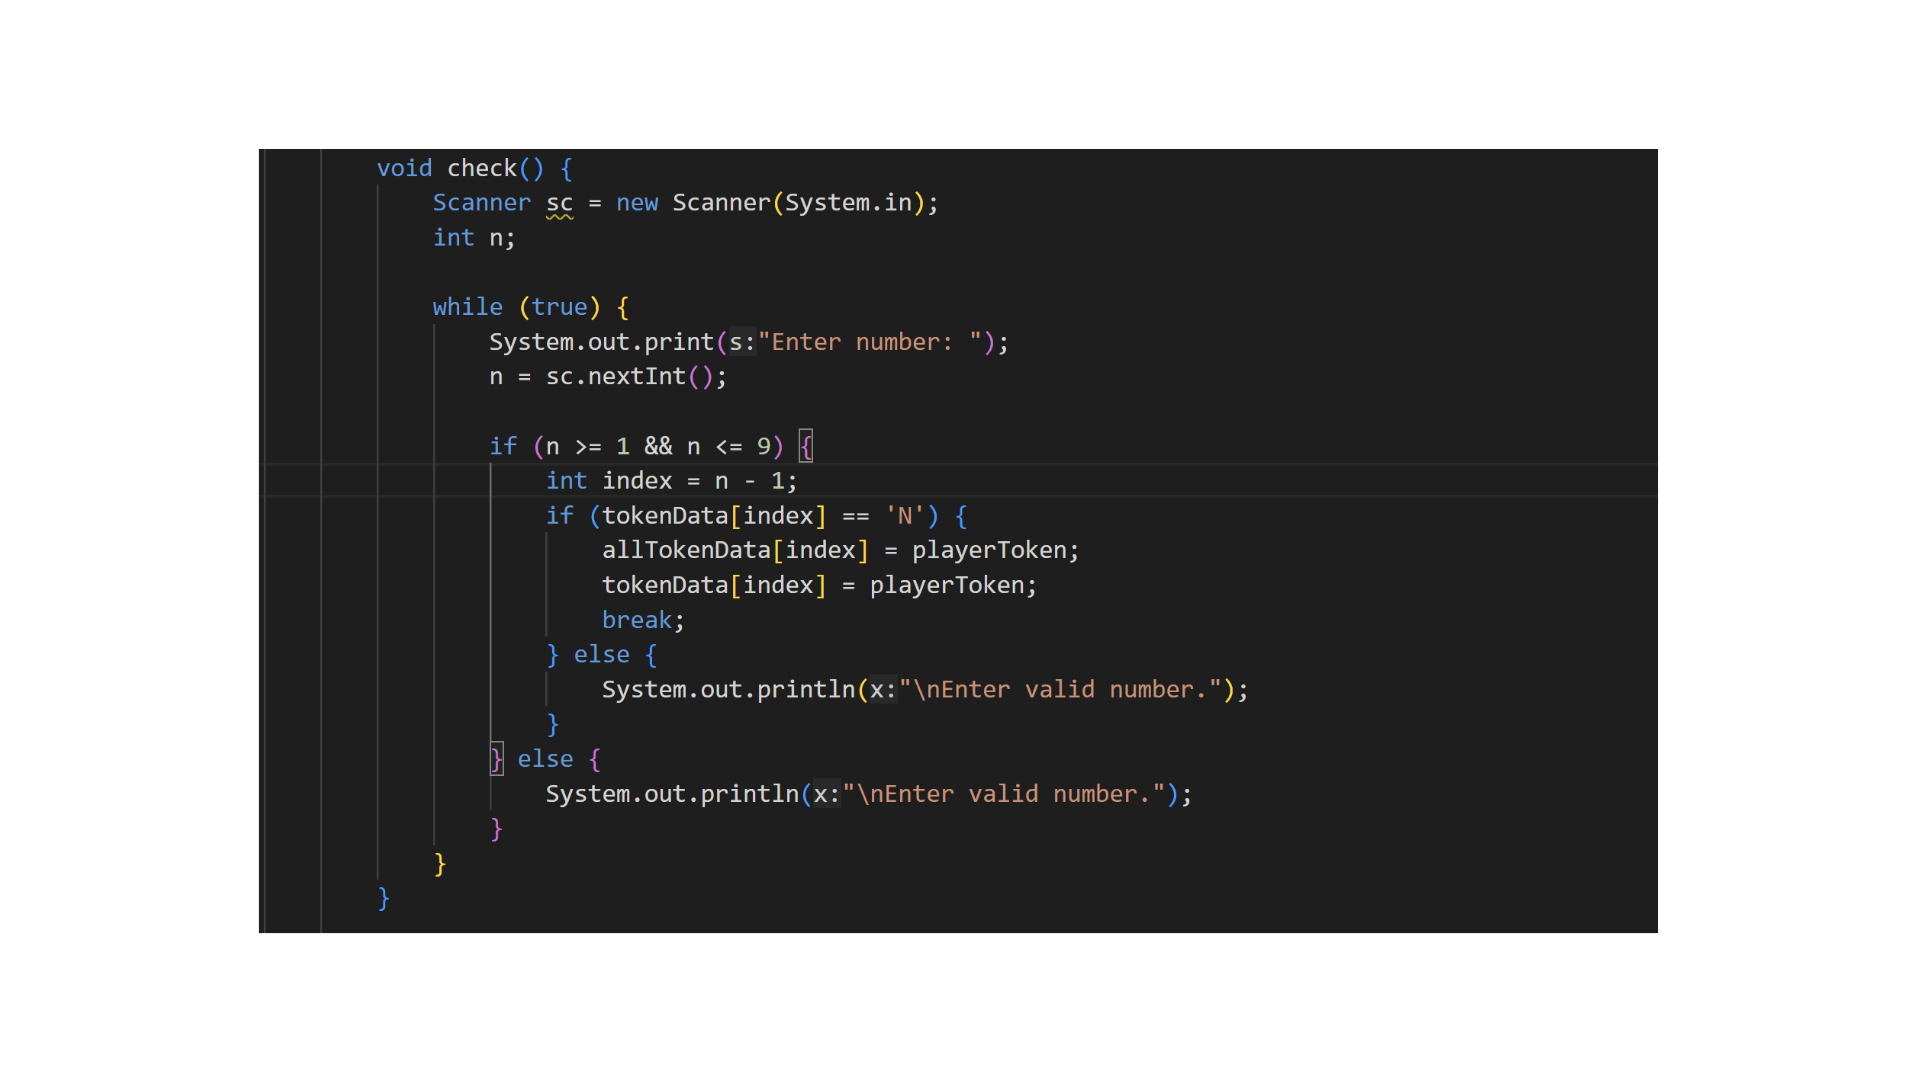 void check() {
Scanner sc = new Scanner(System.in);
int n;
while (true) {
System.out.print(s:"Enter number: ");
n = sc.nextInt();
if (n >= 1 && n <= 9) {
int index = n - 1;
if (tokenData[index] == 'N') {
allTokenData[index] = playerToken;
tokenData[index] = playerToken;
break;
} else {
System.out.println(x:"\nEnter valid number.");
}
} else {
System.out.println(x:"\nEnter valid number.");
}
}
}